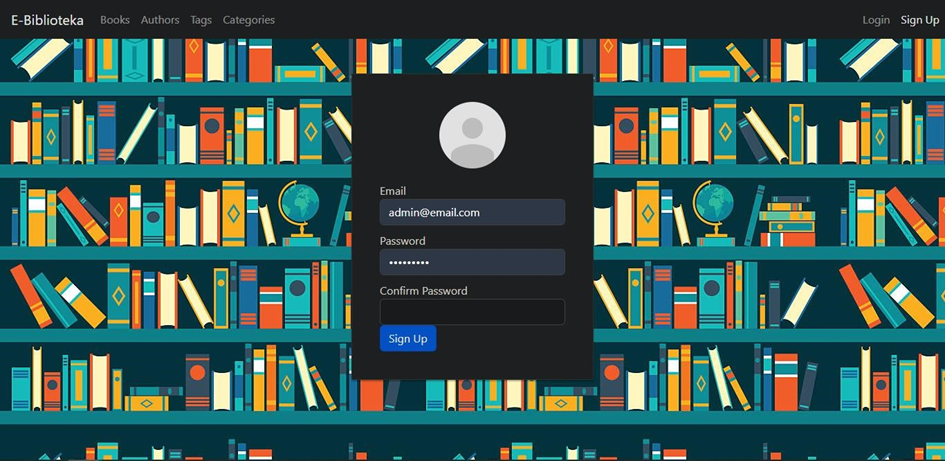 E-Biblioteka Books Authors Tags Categories Login Sign Up
Email
admin@email.com
Password
•••••••••
Confirm Password
Sign Up